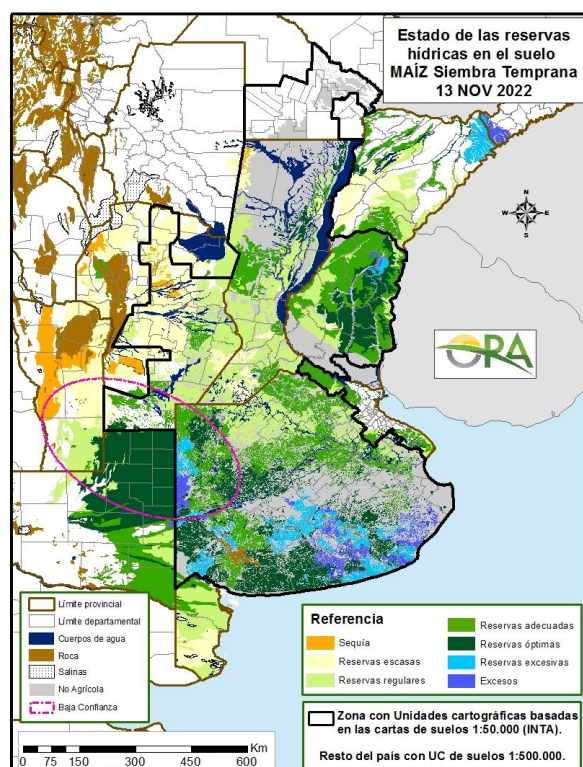 Estado de las reservas
hídricas en el suelo
MAÍZ Siembra Temprana
13 NOV 2022
N
W E
S
ORA
Límite provincial
Límite departamental
Cuerpos de agua
Roca
Salinas
No Agrícola
Baja Confianza
Referencia
Sequía
Reservas escasas
Reservas regulares
Reservas adecuadas
Reservas óptimas
Reservas excesivas
Excesos
Zona con Unidades cartográficas basadas
en las cartas de suelos 1:50.000 (INTA).
Resto del país con UC de suelos 1:500.000.
0 75 150 300 450 600 Km